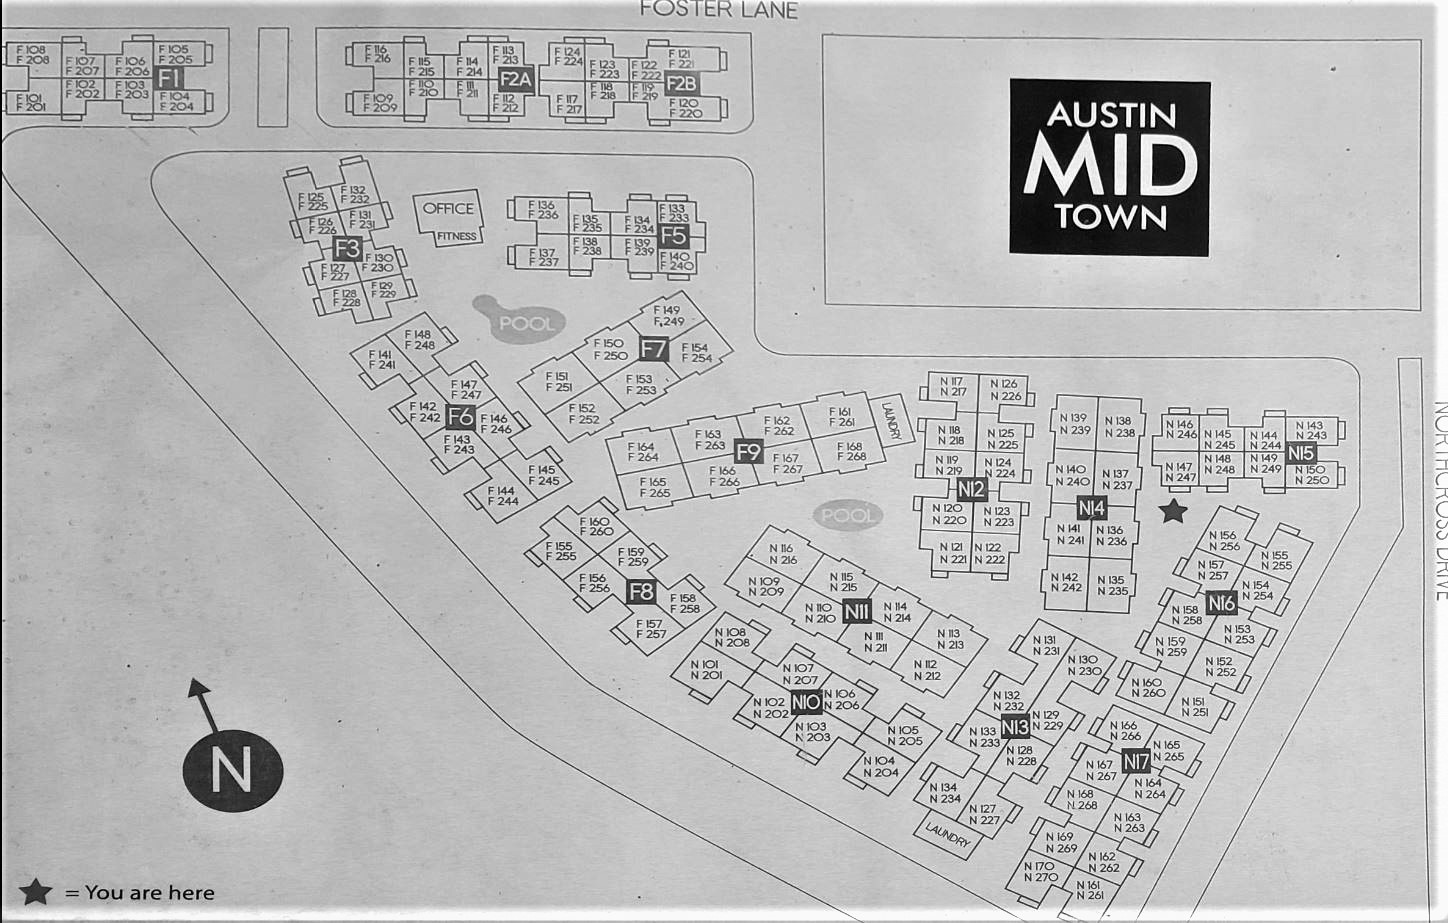 FOSTER LANE
F 108
F 208
F 107
F 207
F 106
F 206
F 105
F 205
F1
F 101
F 201
F 102
F 202
F 103
F 203
F 104
F 204
F 116
F 216
F 115
F 215
F 114
F 214
F 113
F 213
F2A
F 109
F 209
F 110
F 210
F 111
F 211
F 112
F 212
F 124
F 224
F 123
F 223
F 122
F 222
F 121
F 221
F2B
F 117
F 217
F 118
F 218
F 119
F 219
F 120
F 220
AUSTIN
MID
TOWN
F 125
F 225
F 132
F 232
F 126
F 226
F 131
F 231
F3
F 127
F 227
F 130
F 230
F 128
F 228
F 129
F 229
OFFICE
FITNESS
F 136
F 236
F 135
F 235
F 134
F 234
F 133
F 233
F5
F 137
F 237
F 138
F 238
F 139
F 239
F 140
F 240
POOL
F 148
F 248
F 141
F 241
F 147
F 247
F 142
F 242
F6
F 146
F 246
F 143
F 243
F 145
F 245
F 144
F 244
F 149
F 249
F 150
F 250
F7
F 154
F 254
F 151
F 251
F 153
F 253
F 152
F 252
F 161
F 261
F 162
F 262
F 163
F 263
F 164
F 264
F9
F 168
F 268
F 167
F 267
F 166
F 266
F 165
F 265
LAUNDRY
POOL
F 160
F 260
F 155
F 255
F 159
F 259
F 156
F 256
F8
F 158
F 258
F 157
F 257
N 117
N 217
N 126
N 226
N 118
N 218
N 125
N 225
N 119
N 219
N 124
N 224
N12
N 120
N 220
N 123
N 223
N 121
N 221
N 122
N 222
N 139
N 239
N 138
N 238
N 140
N 240
N 137
N 237
N14
N 141
N 241
N 136
N 236
N 142
N 242
N 135
N 235
N 146
N 246
N 145
N 245
N 144
N 244
N 143
N 243
N15
N 147
N 247
N 148
N 248
N 149
N 249
N 150
N 250
NORTHCROSS DRIVE
N 116
N 216
N 115
N 215
N 109
N 209
N 110
N 210
N11
N 114
N 214
N 111
N 211
N 113
N 213
N 112
N 212
N 156
N 256
N 155
N 255
N 157
N 257
N 154
N 254
N16
N 158
N 258
N 153
N 253
N 159
N 259
N 152
N 252
N 160
N 260
N 151
N 251
N 108
N 208
N 101
N 201
N 107
N 207
N10
N 106
N 206
N 102
N 202
N 103
N 203
N 105
N 205
N 104
N 204
N 131
N 231
N 130
N 230
N 132
N 232
N 129
N 229
N13
N 133
N 233
N 128
N 228
N 134
N 234
N 127
N 227
LAUNDRY
N 166
N 266
N 165
N 265
N17
N 167
N 267
N 164
N 264
N 168
N 268
N 163
N 263
N 169
N 269
N 162
N 262
N 170
N 270
N 161
N 261
N
= You are here